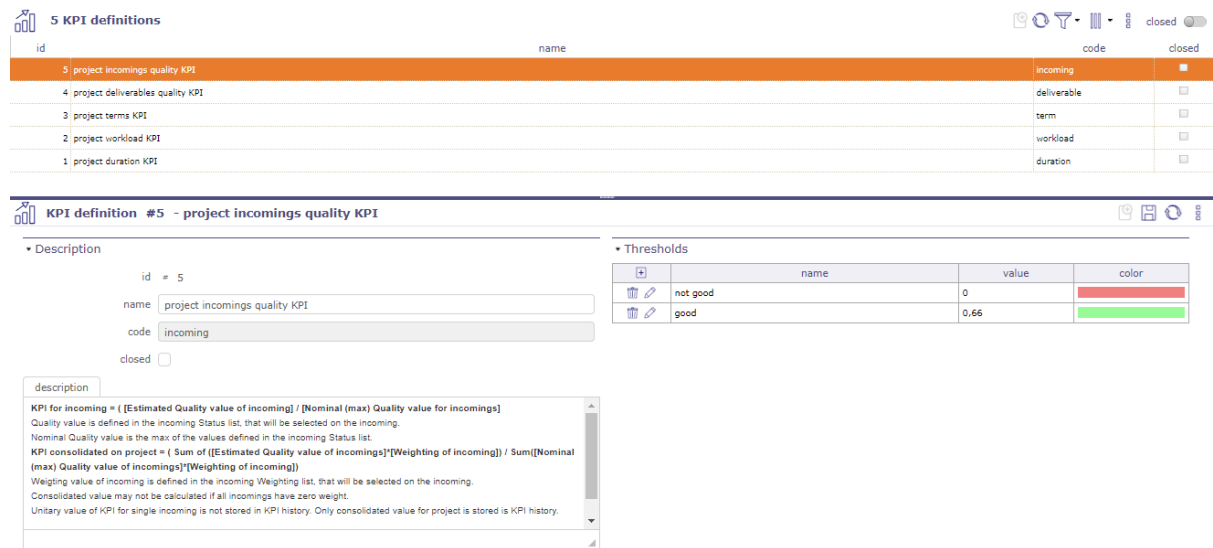 5 KPI definitions
closed
id name code closed
5 project incomings quality KPI incoming
4 project deliverables quality KPI deliverable
3 project terms KPI term
2 project workload KPI workload
1 project duration KPI duration
KPI definition #5 - project incomings quality KPI
Description
id # 5
name project incomings quality KPI
code incoming
closed
description
KPI for incoming = ( [Estimated Quality value of incoming] / [Nominal (max) Quality value for incomings]
Quality value is defined in the incoming Status list, that will be selected on the incoming.
Nominal Quality value is the max of the values defined in the incoming Status list.
KPI consolidated on project = ( Sum of ([Estimated Quality value of incomings]*[Weighting of incoming]) / Sum([Nominal
(max) Quality value of incomings]*[Weighting of incoming])
Weigting value of incoming is defined in the incoming Weighting list, that will be selected on the incoming.
Consolidated value may not be calculated if all incomings have zero weight.
Unitary value of KPI for single incoming is not stored in KPI history. Only consolidated value for project is stored is KPI history.
Thresholds
name value color
not good 0
good 0,66